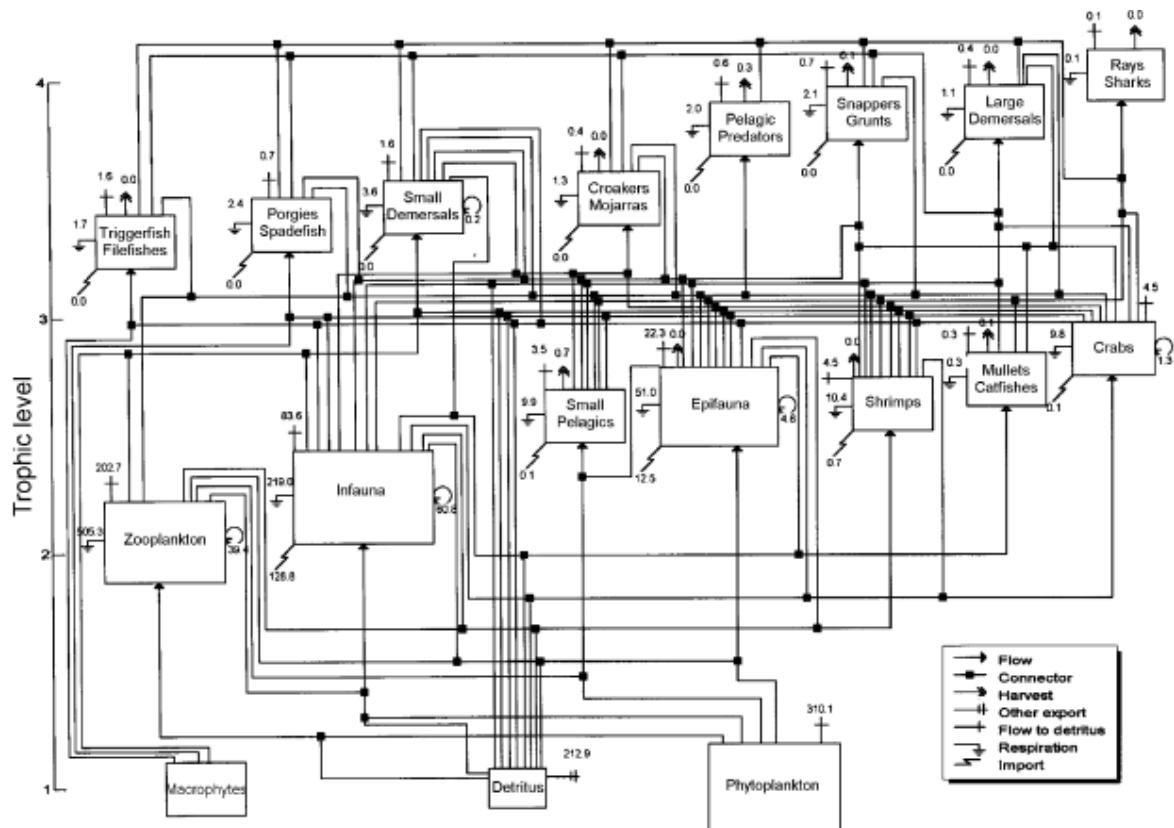 Trophic level
4
3
2
1
0.1
0.0
0.1
Rays
Sharks
0.4
0.0
1.1
Large
Demersals
0.0
0.7
0.1
2.1
Snappers
Grunts
0.0
0.6
0.3
2.0
Pelagic
Predators
0.0
0.4
0.0
1.3
Croakers
Mojarras
0.0
1.6
3.6
Small
Demersals
0.2
0.0
0.7
2.4
Porgies
Spadefish
0.0
1.6
0.0
1.7
Triggerfish
Filefishes
0.0
4.5
9.8
Crabs
1.3
0.1
0.3
0.1
0.3
Mullets
Catfishes
0.0
4.5
10.4
Shrimps
0.7
22.3
0.0
51.0
Epifauna
4.6
12.5
3.5
0.7
9.9
Small
Pelagics
0.1
83.6
219.0
Infauna
60.8
128.8
202.7
505.3
Zooplankton
39.4
Macrophytes
Detritus
212.9
310.1
Phytoplankton
Flow
Connector
Harvest
Other export
Flow to detritus
Respiration
Import